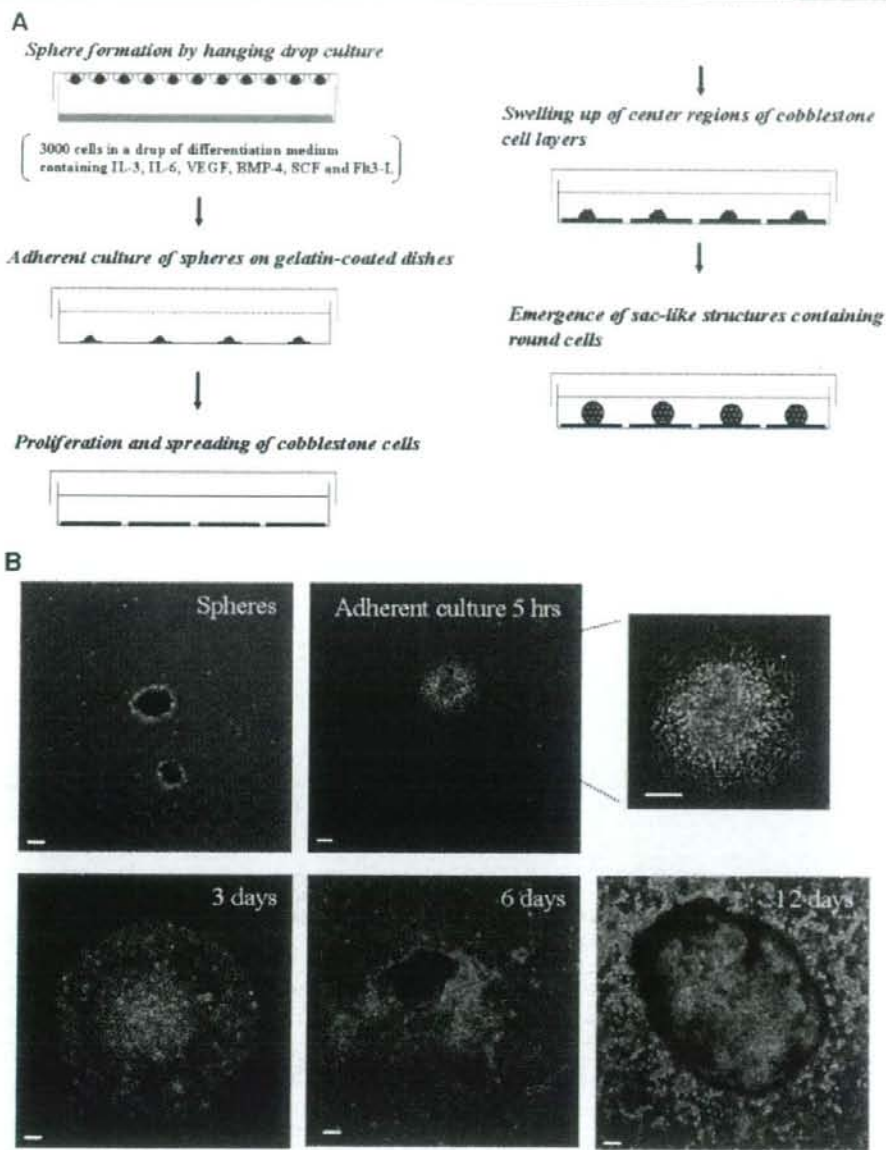 A
Sphere formation by hanging drop culture
3000 cells in a drop of differentiation medium
containing IL-3, IL-6, VEGF, BMP-4, SCF and Flt3-L
Adherent culture of spheres on gelatin-coated dishes
Proliferation and spreading of cobblestone cells
Swelling up of center regions of cobblestone
cell layers
Emergence of sac-like structures containing
round cells
B
Spheres
Adherent culture 5 hrs
3 days
6 days
12 days